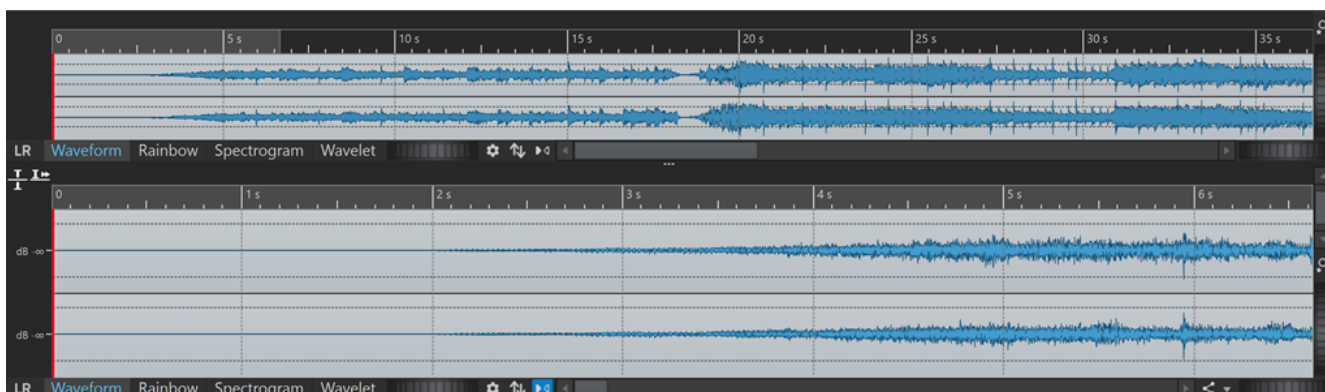 0 5 s 10 s 15 s 20 s 25 s 30 s 35 s
LR Waveform Rainbow Spectrogram Wavelet
0 1 s 2 s 3 s 4 s 5 s 6 s
dB -∞
dB -∞
LR Waveform Rainbow Spectrogram Wavelet